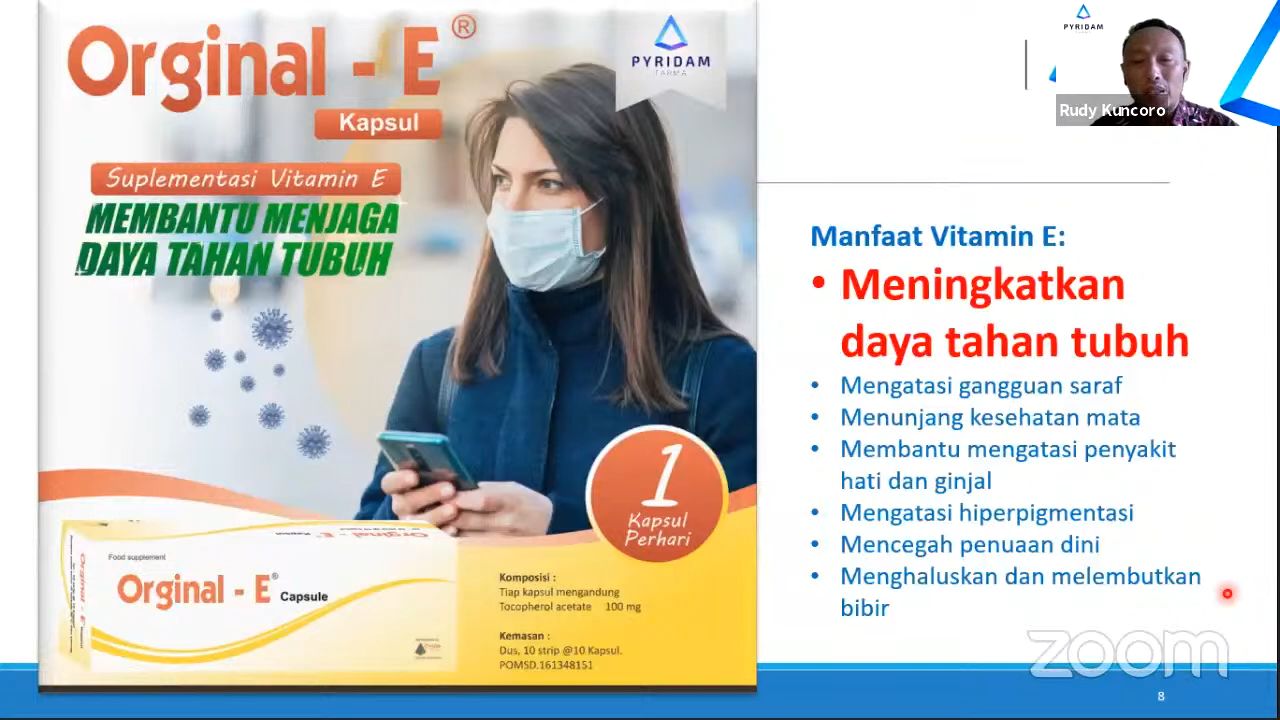 Orginal - E ®
Kapsul
Suplementasi Vitamin E
MEMBANTU MENJAGA
DAYA TAHAN TUBUH
PYRIDAM
FARMA
1
Kapsul
Perhari
Food supplement
Orginal - E®
Capsule
Orginal - E
Kapsul
Orginal - E
Komposisi :
Tiap kapsul mengandung
Tocopherol acetate 100 mg
Kemasan :
Dus, 10 strip @10 Kapsul.
POMSD.161348151
PYRIDAM
Rudy Kuncoro
Manfaat Vitamin E:
• Meningkatkan
daya tahan tubuh
• Mengatasi gangguan saraf
• Menunjang kesehatan mata
• Membantu mengatasi penyakit
hati dan ginjal
• Mengatasi hiperpigmentasi
• Mencegah penuaan dini
• Menghaluskan dan melembutkan
bibir
zoom
8